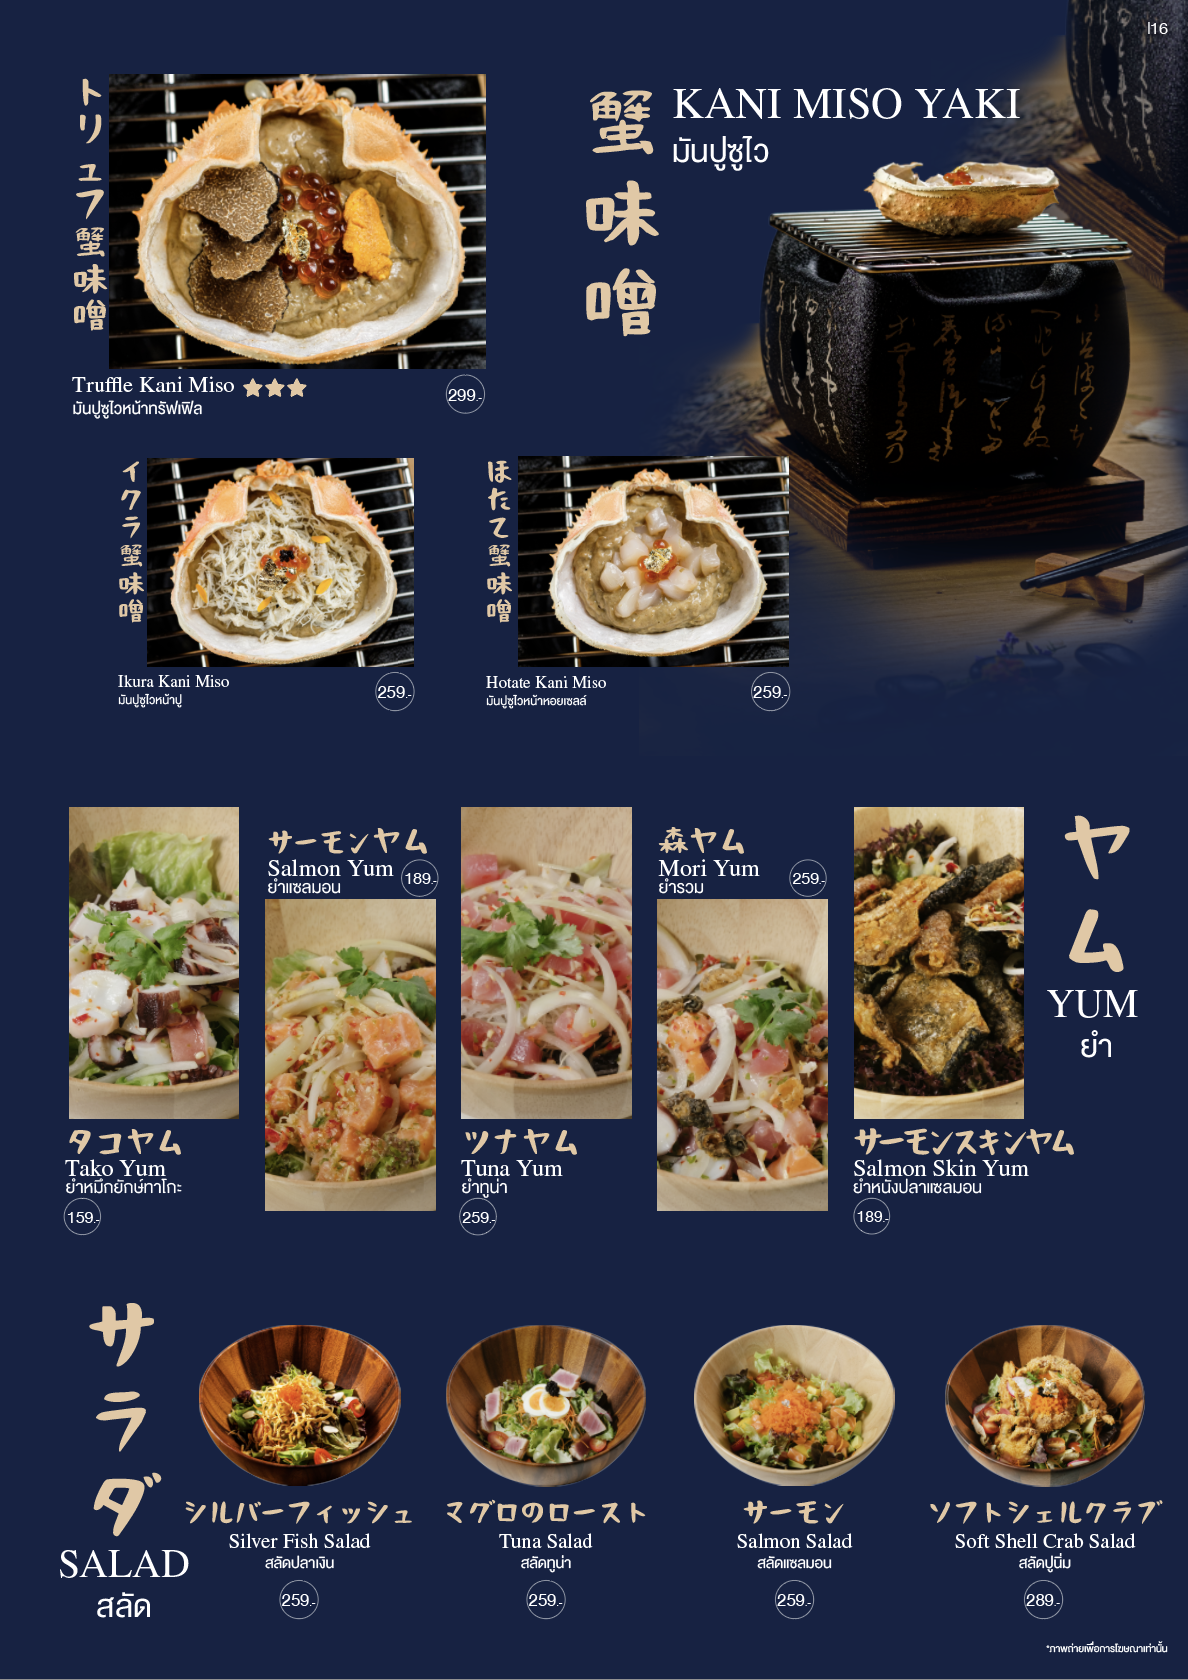 |16
トリュフ蟹味噌
Truffle Kani Miso ★★★
มันปูซูไวหน้าทรัฟเฟิล
299.-
蟹味噌
KANI MISO YAKI
มันปูซูไว
イクラ蟹味噌
Ikura Kani Miso
มันปูซูไวหน้าปู
259.-
ほたて蟹味噌
Hotate Kani Miso
มันปูซูไวหน้าหอยเชลล์
259.-
ヤム
YUM
ยำ
タコヤム
Tako Yum
ยำหมึกยักษ์ทาโกะ
159.-
サーモンヤム
Salmon Yum
ยำแซลมอน
189.-
ツナヤム
Tuna Yum
ยำทูน่า
259.-
森ヤム
Mori Yum
ยำรวม
259.-
サーモンスキンヤム
Salmon Skin Yum
ยำหนังปลาแซลมอน
189.-
サラダ
SALAD
สลัด
シルバーフィッシュ
Silver Fish Salad
สลัดปลาเงิน
259.-
マグロのロースト
Tuna Salad
สลัดทูน่า
259.-
サーモン
Salmon Salad
สลัดแซลมอน
259.-
ソフトシェルクラブ
Soft Shell Crab Salad
สลัดปูนิ่ม
289.-
*ภาพถ่ายเพื่อการโฆษณาเท่านั้น